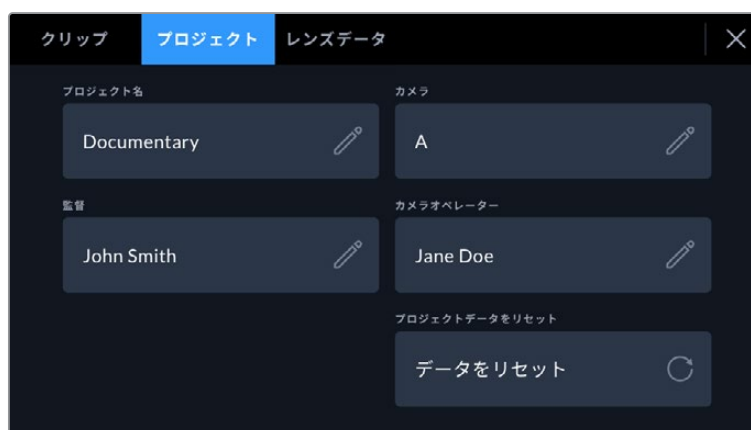 クリップ プロジェクト レンズデータ
プロジェクト名 カメラ
Documentary A
監督 カメラオペレーター
John Smith Jane Doe
プロジェクトデータをリセット
データをリセット